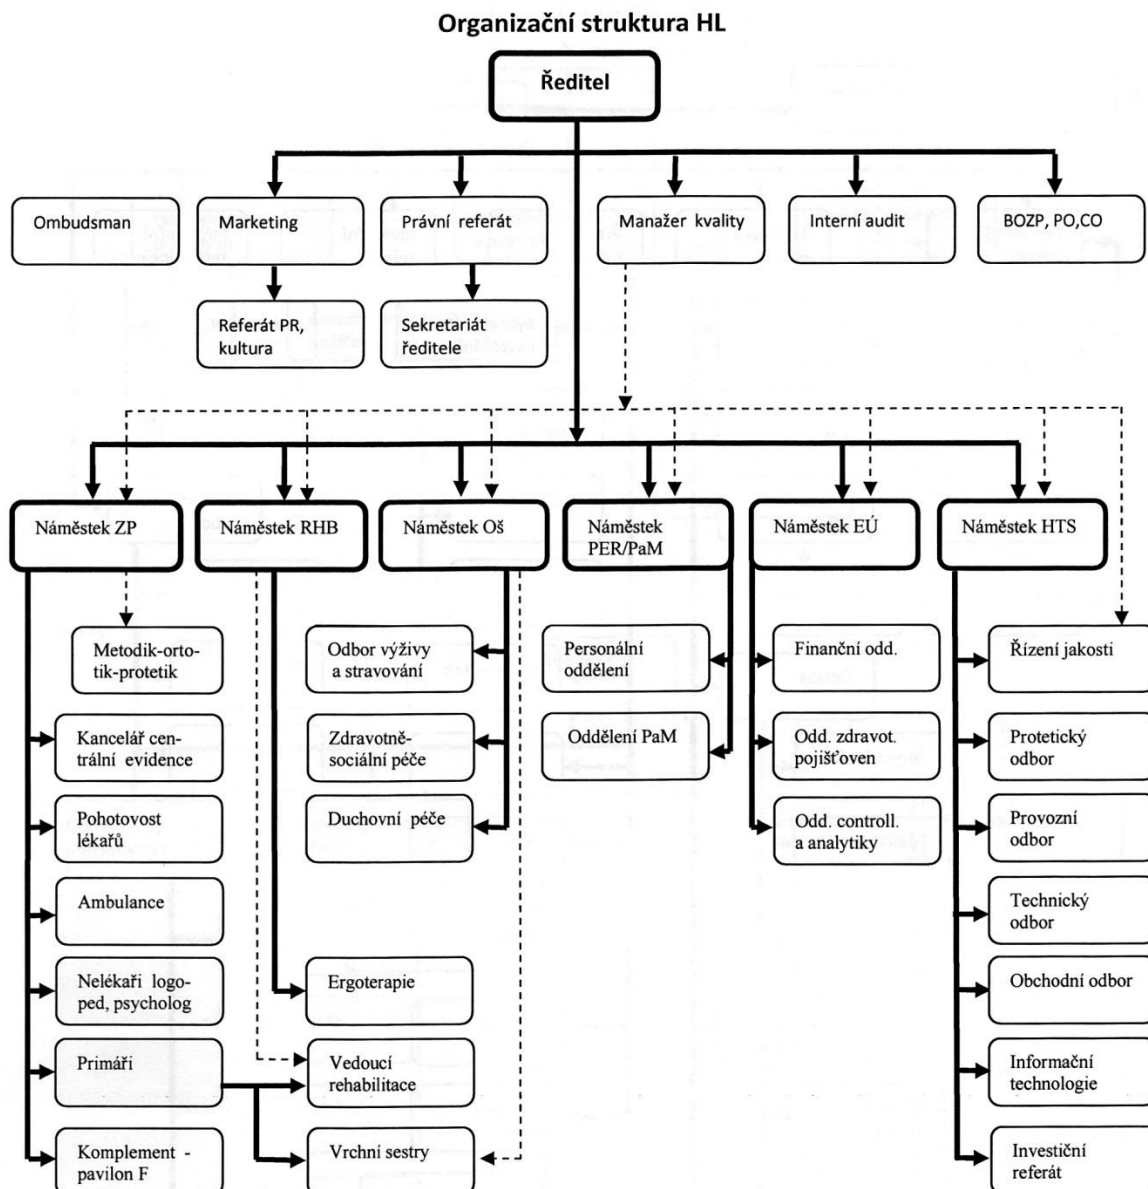 Organizační struktura HL
Ředitel
Ombudsman
Marketing
Právní referát
Manažer kvality
Interní audit
BOZP, PO,CO
Referát PR,
kultura
Sekretariát
ředitele
Náměstek ZP
Náměstek RHB
Náměstek Oš
Náměstek
PER/PaM
Náměstek EÚ
Náměstek HTS
Metodik-orto-
tik-protetik
Odbor výživy
a stravování
Personální
oddělení
Finanční odd.
Řízení jakosti
Kancelář cen-
trální evidence
Zdravotně-
sociální péče
Oddělení PaM
Odd. zdravot.
pojišťoven
Protetický
odbor
Pohotovost
lékařů
Duchovní péče
Odd. controll.
a analytiky
Provozní
odbor
Ambulance
Technický
odbor
Nelékaři logo-
ped, psycholog
Ergoterapie
Obchodní odbor
Primáři
Vedoucí
rehabilitace
Informační
technologie
Komplement -
pavilon F
Vrchní sestry
Investiční
referát